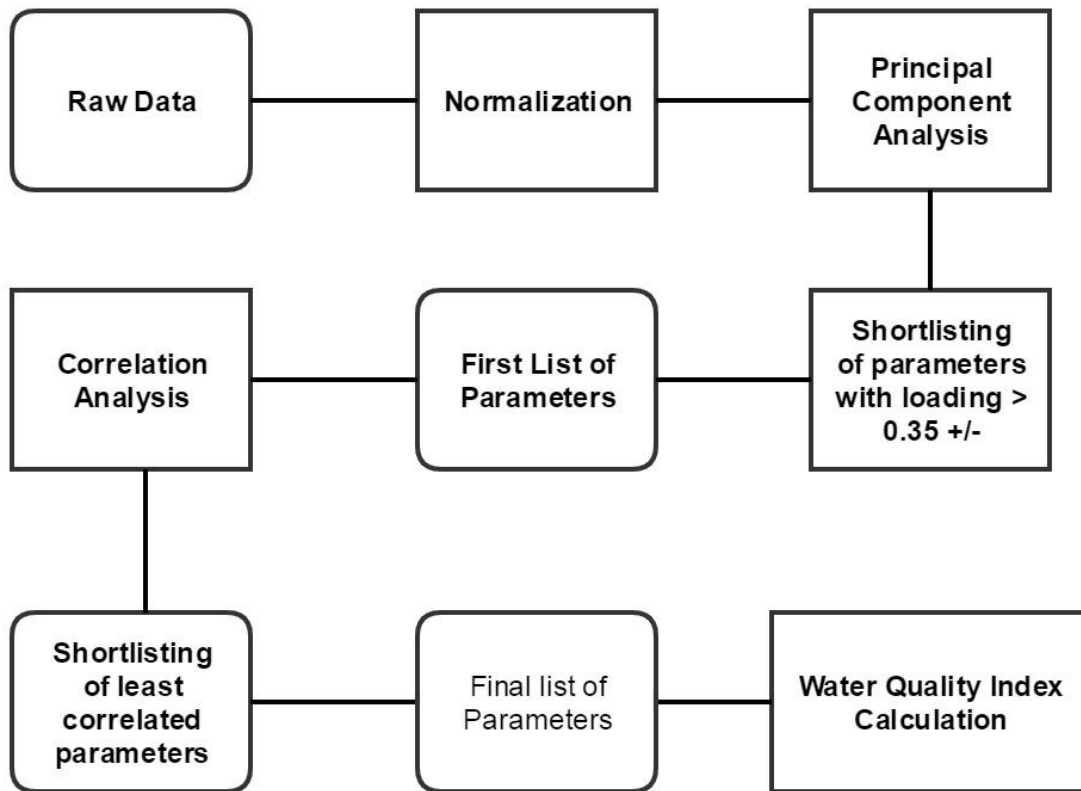 Raw Data
Normalization
Principal
Component
Analysis
Correlation
Analysis
First List of
Parameters
Shortlisting
of parameters
with loading >
0.35 +/-
Shortlisting
of least
correlated
parameters
Final list of
Parameters
Water Quality Index
Calculation